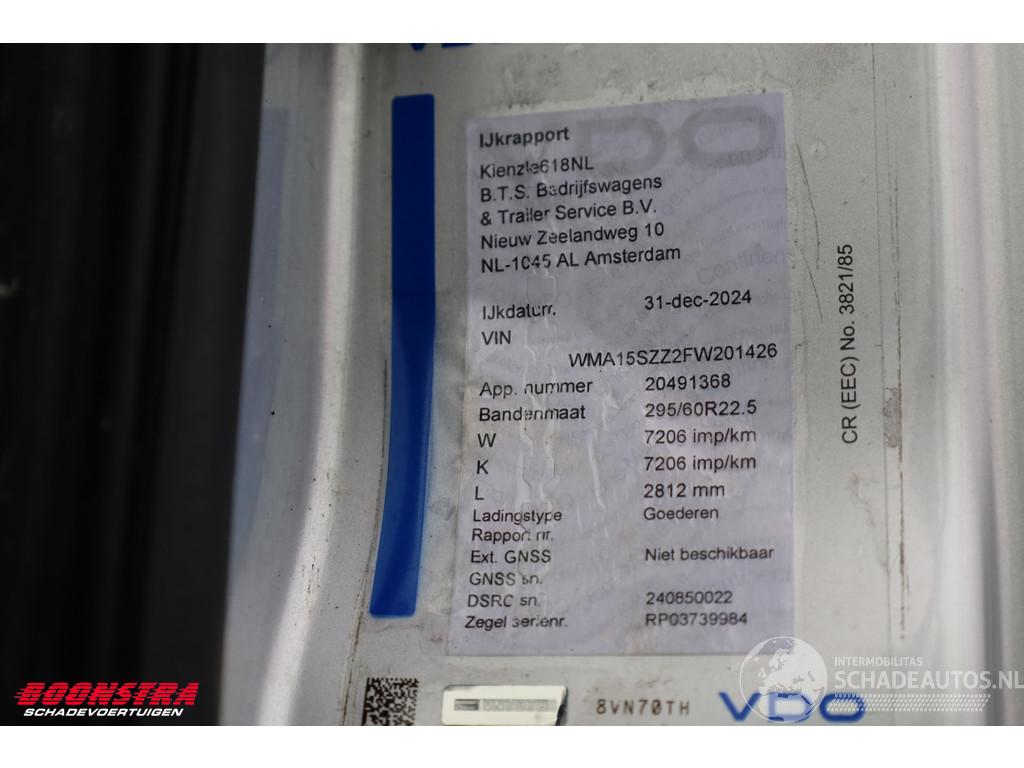 IJkrapport
Kienzle618NL
B.T.S. Bedrijfswagens
& Trailer Service B.V.
Nieuw Zeelandweg 10
NL-1045 AL Amsterdam
IJkdatum. 31-dec-2024
VIN
WMA15SZZ2FW201426
App. nummer 20491368
Bandenmaat 295/60R22.5
W 7206 imp/km
K 7206 imp/km
L 2812 mm
Ladingstype Goederen
Rapport nr.
Ext. GNSS Niet beschikbaar
GNSS sn.
DSRC sn. 240850022
Zegel serienr. RP03739984
CR (EEC) No. 3821/85
8VN70TH
VDO
BOONSTRA
SCHADEVOERTUIGEN
INTERMOBILITAS
SCHADEAUTOS.NL